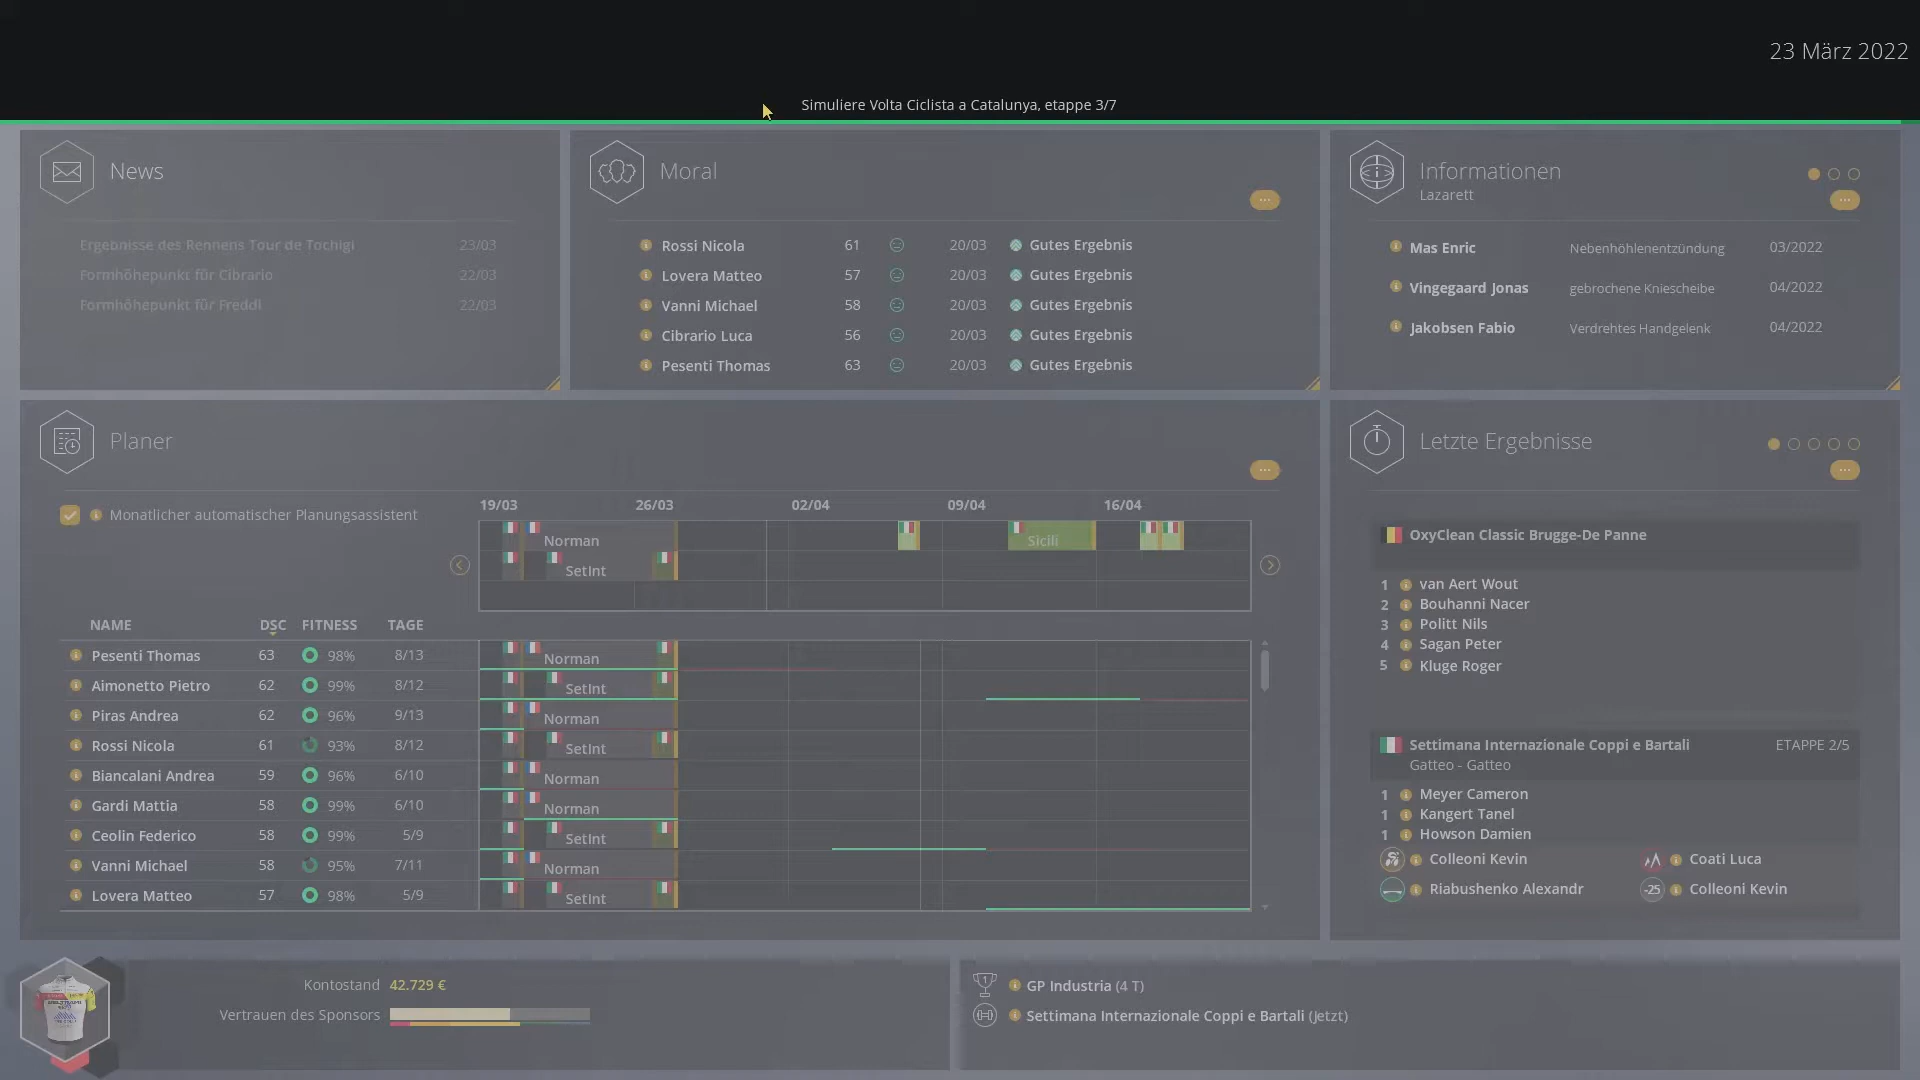 23 März 2022
Simuliere Volta Ciclista a Catalunya, etappe 3/7
News
Ergebnisse des Rennens Tour de Tochigi 23/03
Formhöhepunkt für Cibrario 22/03
Formhöhepunkt für Freddi 22/03
Moral
...
Rossi Nicola 61 20/03 Gutes Ergebnis
Lovera Matteo 57 20/03 Gutes Ergebnis
Vanni Michael 58 20/03 Gutes Ergebnis
Cibrario Luca 56 20/03 Gutes Ergebnis
Pesenti Thomas 63 20/03 Gutes Ergebnis
Informationen
Lazarett
...
Mas Enric Nebenhöhlenentzündung 03/2022
Vingegaard Jonas gebrochene Kniescheibe 04/2022
Jakobsen Fabio Verdrehtes Handgelenk 04/2022
Planer
...
Monatlicher automatischer Planungsassistent
19/03 26/03 02/04 09/04 16/04
Norman Sicili
SetInt
NAME DSC FITNESS TAGE
Pesenti Thomas 63 98% 8/13 Norman
Aimonetto Pietro 62 99% 8/12 SetInt
Piras Andrea 62 96% 9/13 Norman
Rossi Nicola 61 93% 8/12 SetInt
Biancalani Andrea 59 96% 6/10 Norman
Gardi Mattia 58 99% 6/10 Norman
Ceolin Federico 58 99% 5/9 SetInt
Vanni Michael 58 95% 7/11 Norman
Lovera Matteo 57 98% 5/9 SetInt
Letzte Ergebnisse
...
OxyClean Classic Brugge-De Panne
1 van Aert Wout
2 Bouhanni Nacer
3 Politt Nils
4 Sagan Peter
5 Kluge Roger
Settimana Internazionale Coppi e Bartali ETAPPE 2/5
Gatteo - Gatteo
1 Meyer Cameron
1 Kangert Tanel
1 Howson Damien
Colleoni Kevin Coati Luca
Riabushenko Alexandr -25 Colleoni Kevin
Kontostand 42.729 €
Vertrauen des Sponsors
1 GP Industria (4 T)
Settimana Internazionale Coppi e Bartali (Jetzt)